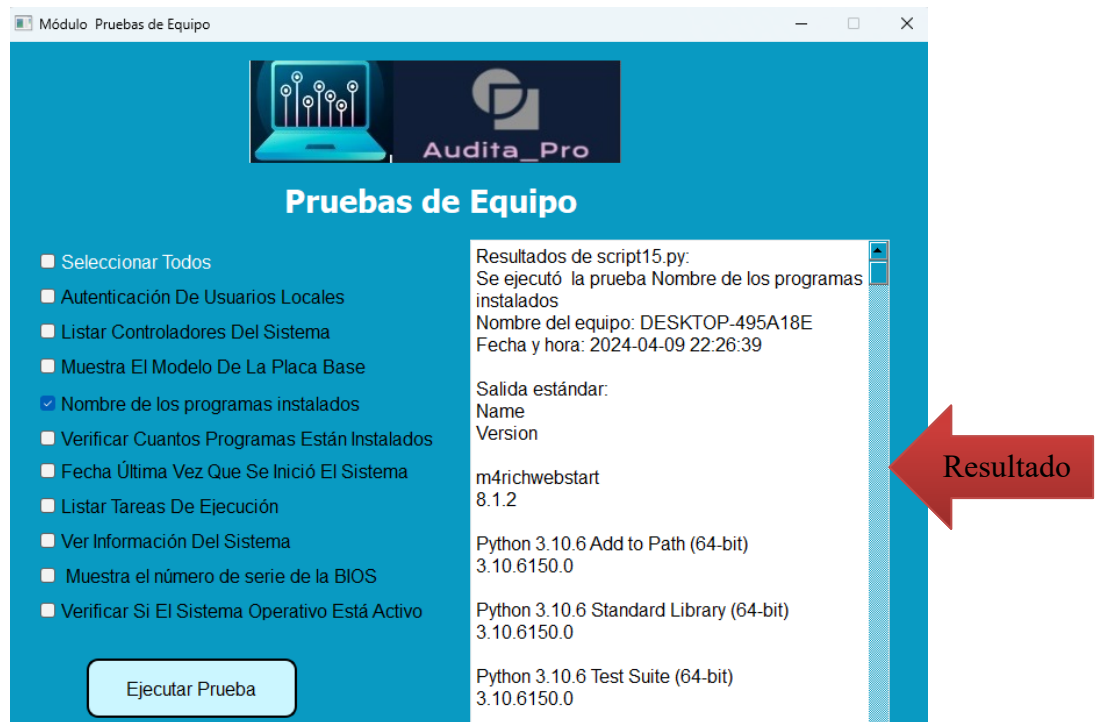 Módulo Pruebas de Equipo
Audita_Pro
Pruebas de Equipo
Seleccionar Todos
Autenticación De Usuarios Locales
Listar Controladores Del Sistema
Muestra El Modelo De La Placa Base
Nombre de los programas instalados
Verificar Cuantos Programas Están Instalados
Fecha Última Vez Que Se Inició El Sistema
Listar Tareas De Ejecución
Ver Información Del Sistema
Muestra el número de serie de la BIOS
Verificar Si El Sistema Operativo Está Activo
Ejecutar Prueba
Resultados de script15.py:
Se ejecutó la prueba Nombre de los programas
instalados
Nombre del equipo: DESKTOP-495A18E
Fecha y hora: 2024-04-09 22:26:39
Salida estándar:
Name
Version
m4richwebstart
8.1.2
Python 3.10.6 Add to Path (64-bit)
3.10.6150.0
Python 3.10.6 Standard Library (64-bit)
3.10.6150.0
Python 3.10.6 Test Suite (64-bit)
3.10.6150.0
Resultado